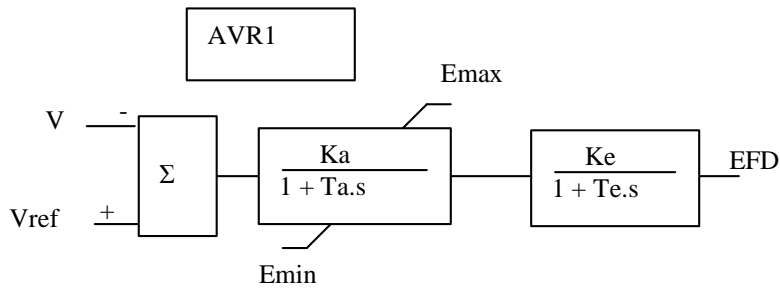 AVR1
Emax
V
-
Σ
Ka
1 + Ta.s
Ke
1 + Te.s
EFD
Vref
+
Emin